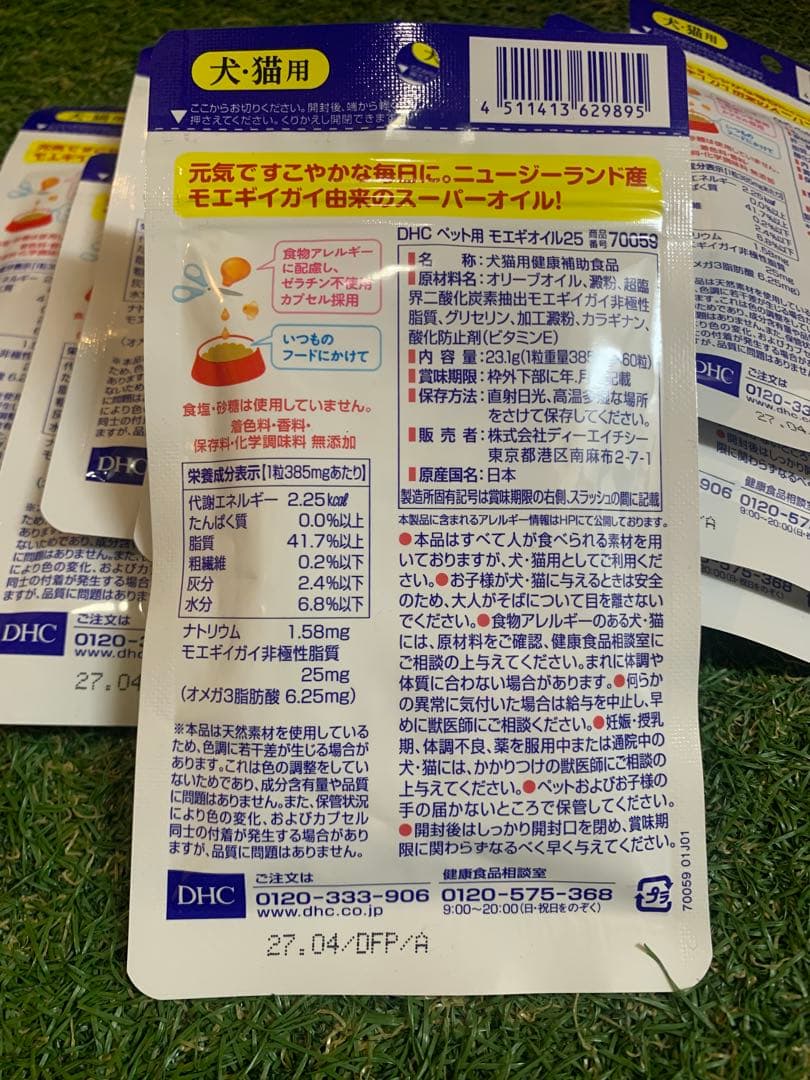 犬・猫用
ここからお切りください。開封後、端から軽
押さえてください。くりかえし開閉できます
4 511413 629895
元気ですこやかな毎日に。ニュージーランド産
モエギイガイ由来のスーパーオイル!
食物アレルギー
に配慮し、
ゼラチン不使用
カプセル採用
いつもの
フードにかけて
食塩・砂糖は使用していません。
着色料・香料・
保存料・化学調味料 無添加
栄養成分表示【1粒385mgあたり】
代謝エネルギー 2.25kcal
たんぱく質 0.0%以上
脂質 41.7%以上
粗繊維 0.2%以下
灰分 2.4%以下
水分 6.8%以下
ナトリウム 1.58mg
モエギイガイ非極性脂質
25mg
(オメガ3脂肪酸 6.25mg)
※本品は天然素材を使用している
ため、色調に若干差が生じる場合が
あります。これは色の調整をしてい
ないためであり、成分含有量や品質
に問題はありません。また、保管状況
により色の変化、およびカプセル
同士の付着が発生する場合があり
ますが、品質に問題はありません。
DHC ペット用 モエギオイル25 商品番号 70059
名 称:犬猫用健康補助食品
原材料名:オリーブオイル、澱粉、超臨
界二酸化炭素抽出モエギイガイ非極性
脂質、グリセリン、加工澱粉、カラギナン、
酸化防止剤(ビタミンE)
内 容 量:23.1g(1粒重量385 60粒)
賞味期限:枠外下部に年、月 記載
保存方法:直射日光、高温多湿な場所
をさけて保存してください。
販 売 者:株式会社ディーエイチシー
東京都港区南麻布2-7-1
原産国名:日本
製造所固有記号は賞味期限の右側、スラッシュの間に記載
本製品に含まれるアレルギー情報はHPにて公開しております。
●本品はすべて人が食べられる素材を用
いておりますが、犬・猫用としてご利用くだ
さい。●お子様が犬・猫に与えるときは安全
のため、大人がそばについて目を離さない
でください。●食物アレルギーのある犬・猫
には、原材料をご確認、健康食品相談室に
ご相談の上与えてください。まれに体調や
体質に合わない場合があります。●何らか
の異常に気付いた場合は給与を中止し、早
めに獣医師にご相談ください。●妊娠・授乳
期、体調不良、薬を服用中または通院中の
犬・猫には、かかりつけの獣医師にご相談の
上与えてください。●ペットおよびお子様の
手の届かないところで保管してください。
●開封後はしっかり開封口を閉め、賞味期
限に関わらずなるべく早く与えてください。
70059 01J01
DHC
ご注文は
0120-333-906
www.dhc.co.jp
健康食品相談室
0120-575-368
9:00~20:00(日・祝日をのぞく)
プラ
27.04/DFP/A